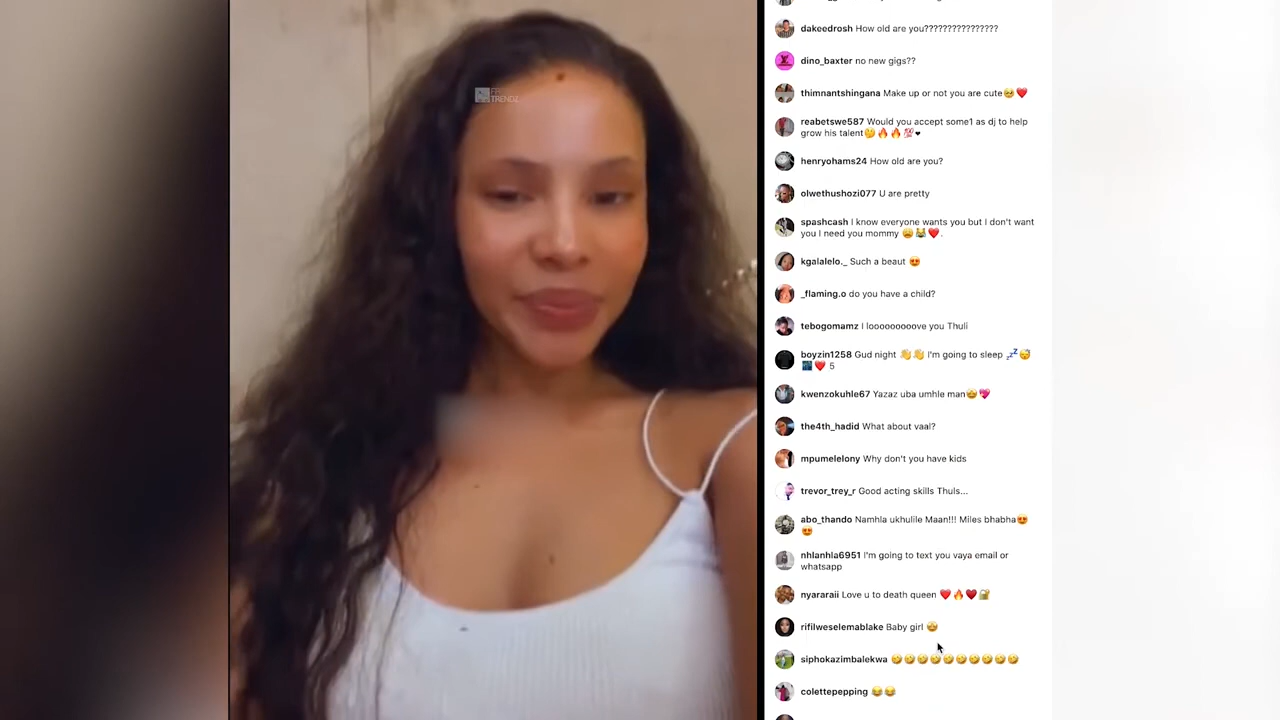 TRENDZ
dakeedrosh How old are you????????????????
dino_baxter no new gigs??
thimnantshingana Make up or not you are cute🥺❤️
reabetswe587 Would you accept some1 as dj to help
grow his talent🤔🔥🔥💯❤
henryohams24 How old are you?
olwethushozi077 U are pretty
spashcash I know everyone wants you but I don't want
you I need you mommy 😩😹❤️.
kgalalelo._ Such a beaut 😍
_flaming.o do you have a child?
tebogomamz I looooooooove you Thuli
boyzin1258 Gud night 👋👋 I'm going to sleep 💤😴
🌃❤️ 5
kwenzokuhle67 Yazaz uba umhle man🤩💖
the4th_hadid What about vaal?
mpumelelony Why don't you have kids
trevor_trey_r Good acting skills Thuls...
abo_thando Namhla ukhulile Maan!!! Miles bhabha😍
😍
nhlanhla6951 I'm going to text you vaya email or
whatsapp
nyararaii Love u to death queen ❤️🔥♥️🔐
rifilweselemablake Baby girl 🤩
siphokazimbalekwa 🤣🤣🤣🤣🤣🤣🤣🤣🤣🤣
colettepepping 😂😂